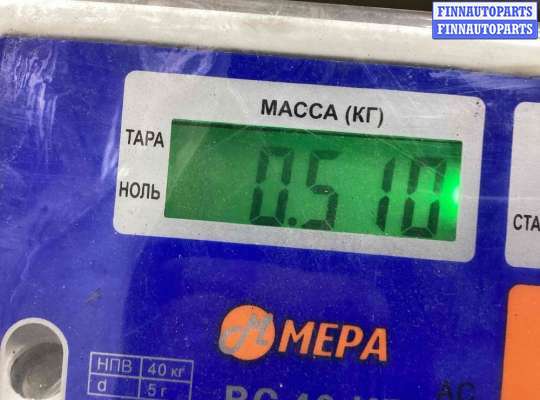 FINNAUTOPARTS
FINNAUTOPARTS
МАССА (КГ)
ТАРА
0.510
НОЛЬ
СТА
МЕРА
НПВ 40 кг
d 5 г